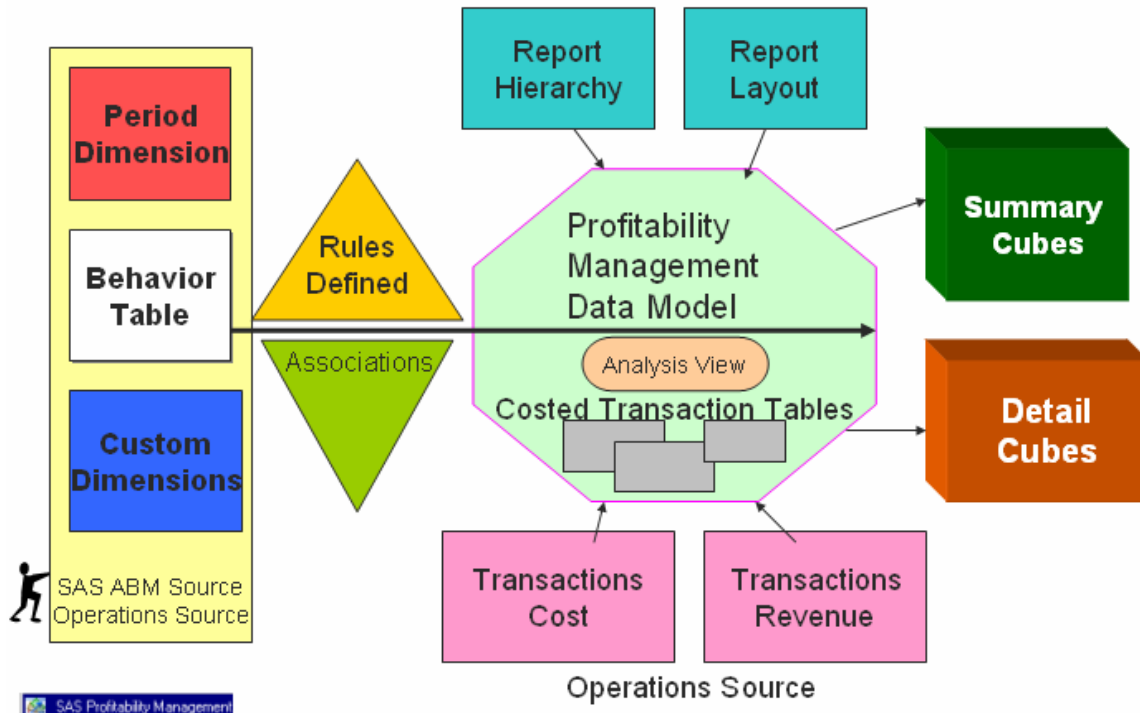 Period
Dimension
Behavior
Table
Custom
Dimensions
SAS ABM Source
Operations Source
Rules
Defined
Associations
Report
Hierarchy
Report
Layout
Profitability
Management
Data Model
Analysis View
Costed Transaction Tables
Summary
Cubes
Detail
Cubes
Transactions
Cost
Transactions
Revenue
Operations Source
SAS Profitability Management